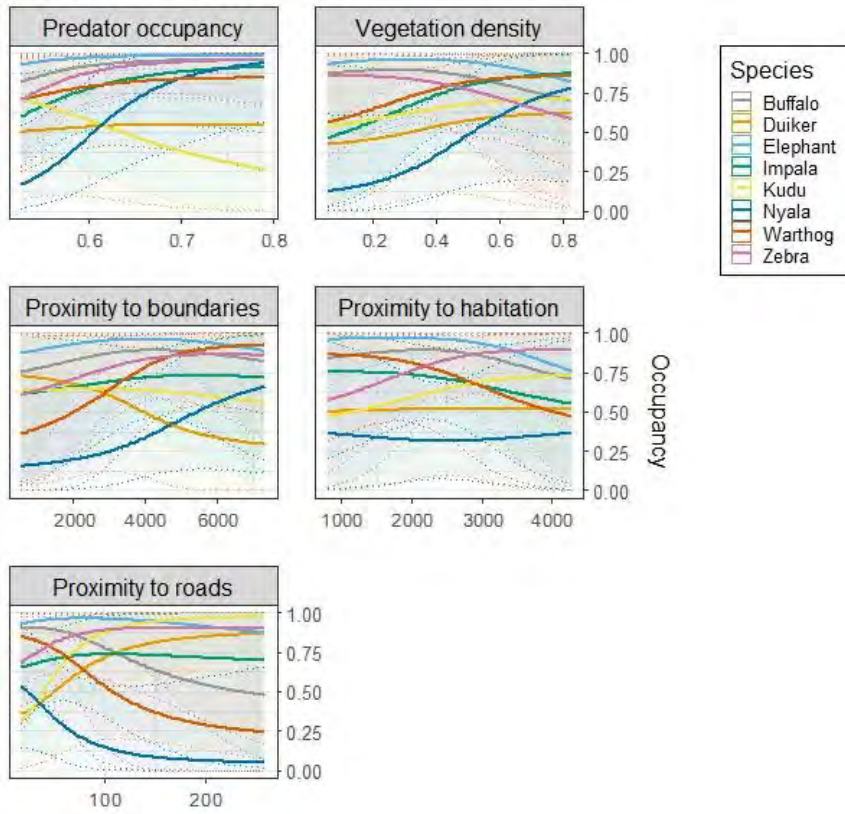 Predator occupancy
Vegetation density
1.00
0.75
0.50
0.25
0.00
0.6
0.7
0.8
0.2
0.4
0.6
0.8
Species
Buffalo
Duiker
Elephant
Impala
Kudu
Nyala
Warthog
Zebra
Proximity to boundaries
Proximity to habitation
1.00
0.75
0.50
0.25
0.00
2000
4000
6000
1000
2000
3000
4000
Occupancy
Proximity to roads
1.00
0.75
0.50
0.25
0.00
100
200